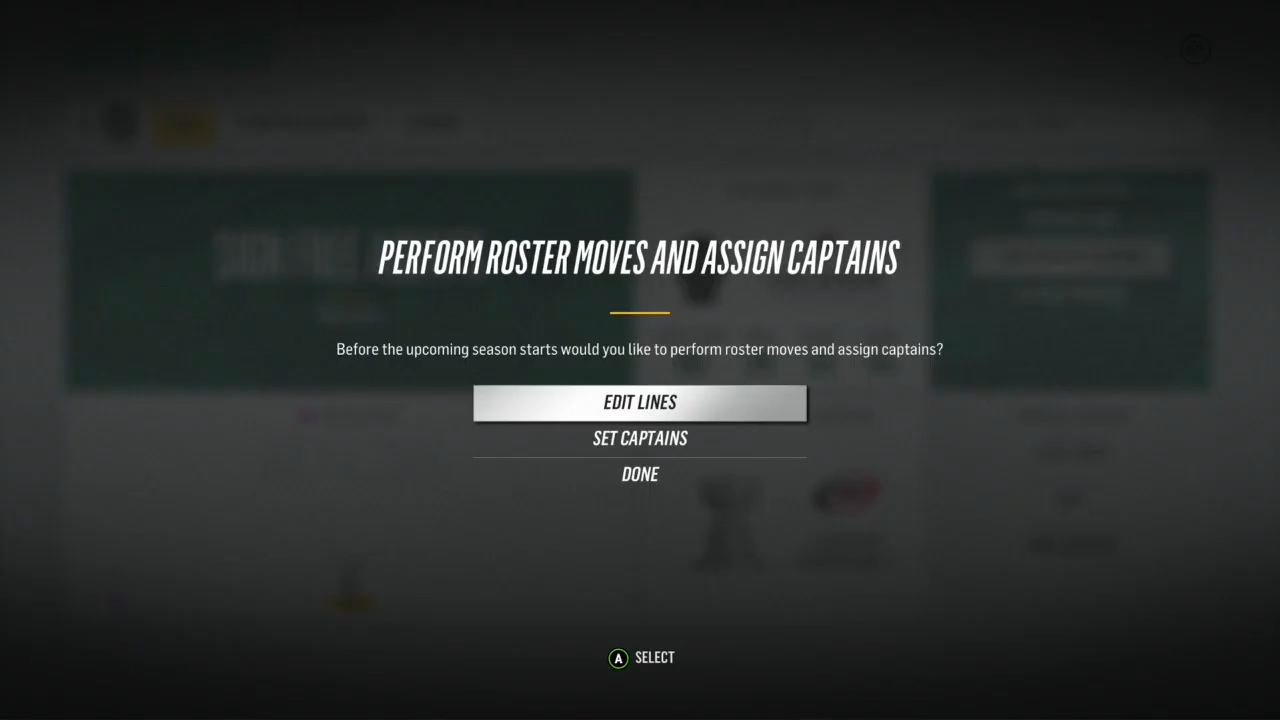 PERFORM ROSTER MOVES AND ASSIGN CAPTAINS
Before the upcoming season starts would you like to perform roster moves and assign captains?
EDIT LINES
SET CAPTAINS
DONE
A SELECT